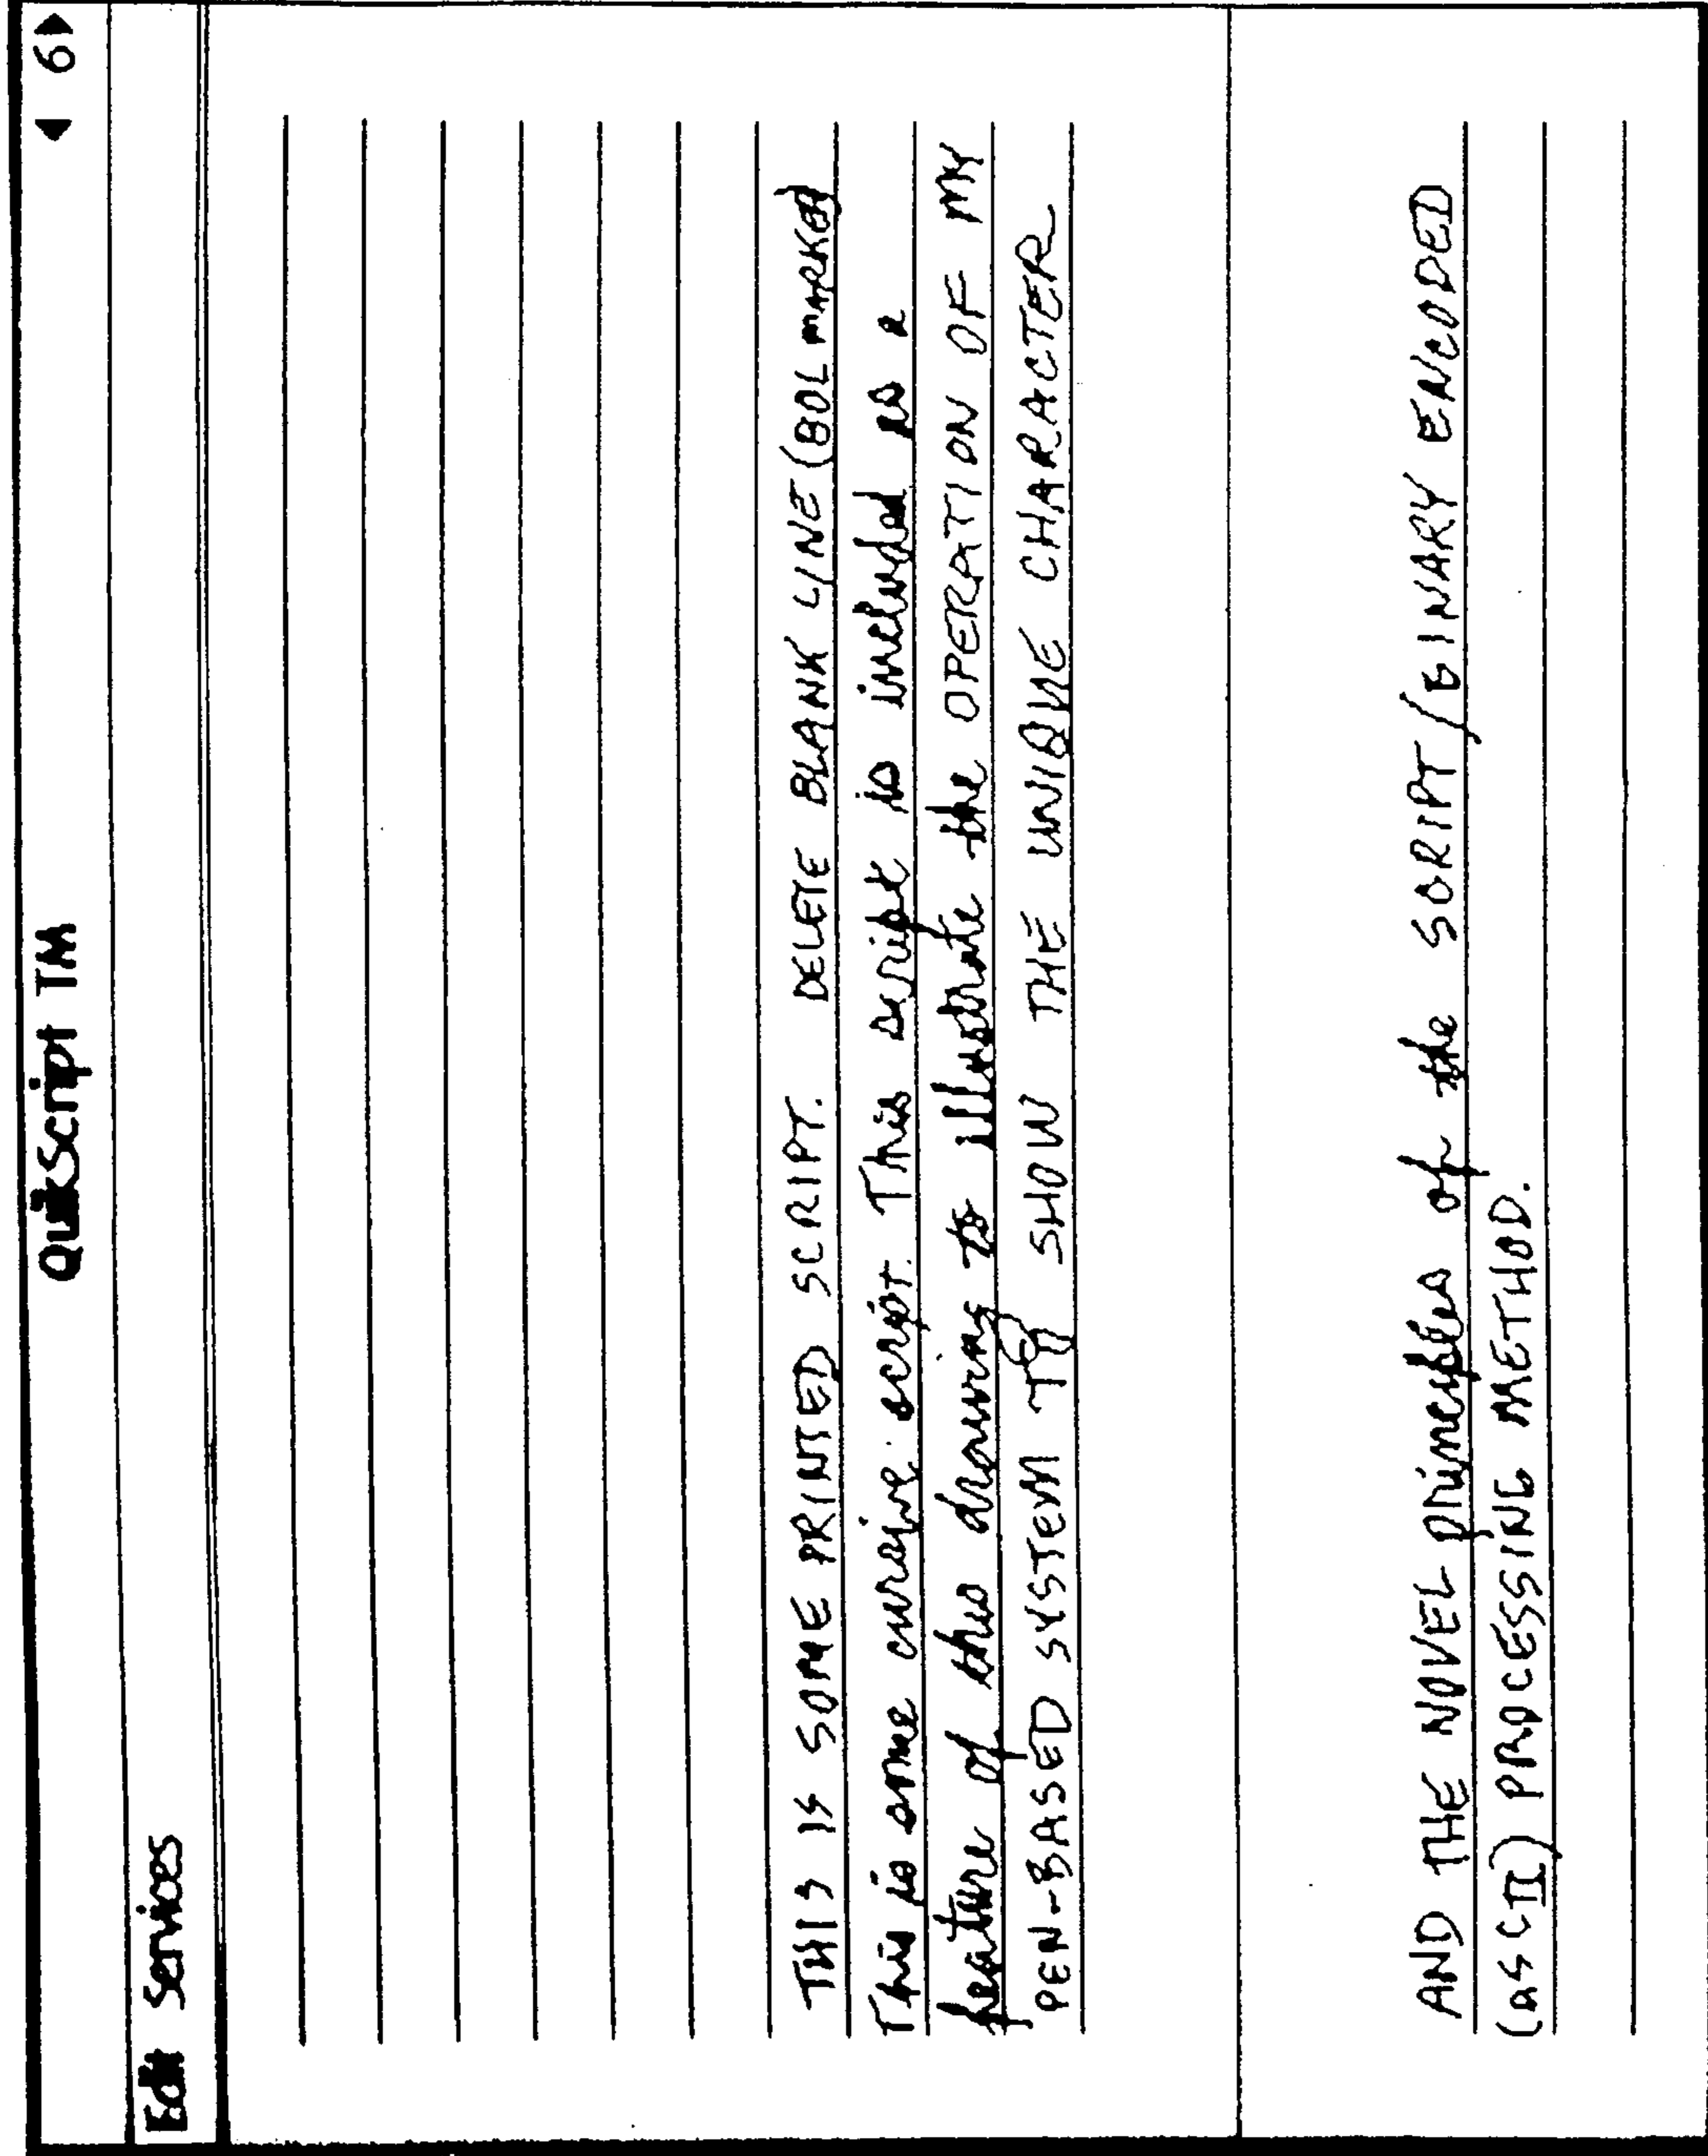 QuikScript TM ◀ 6▶
Edit Services
THIS IS SOME PRINTED SCRIPT. DELETE BLANK LINE (BOL MARKED)
This is some cursive script. This script is included as a
feature of this drawing to illustrate the OPERATION OF MY
PEN-BASED SYSTEM TO SHOW THE UNIQUE CHARACTER
AND THE NOVEL principles of the SCRIPT/BINARY ENCODED
(ASCII) PROCESSING METHOD.